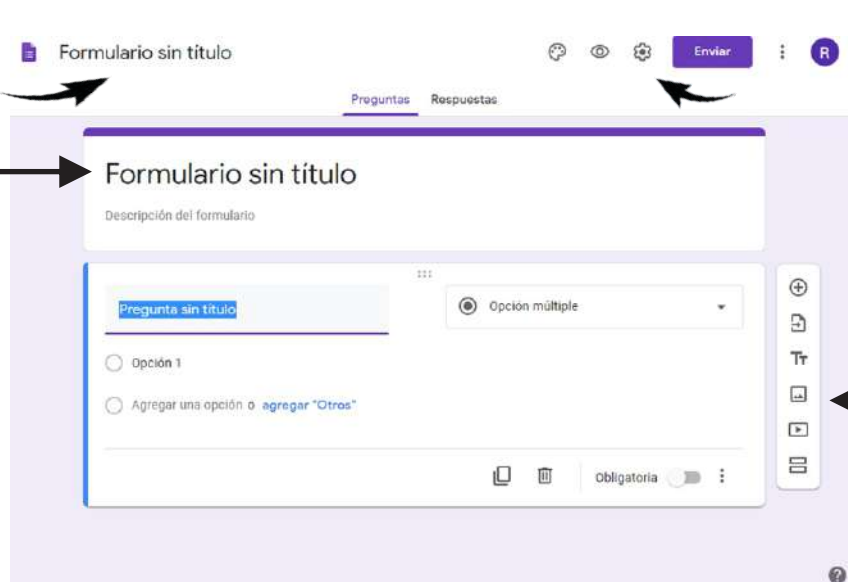 Formulario sin título
Enviar
R
Preguntas Respuestas
Formulario sin título
Descripción del formulario
Pregunta sin título
Opción múltiple
Opción 1
Agregar una opción o agregar "Otros"
Obligatoria